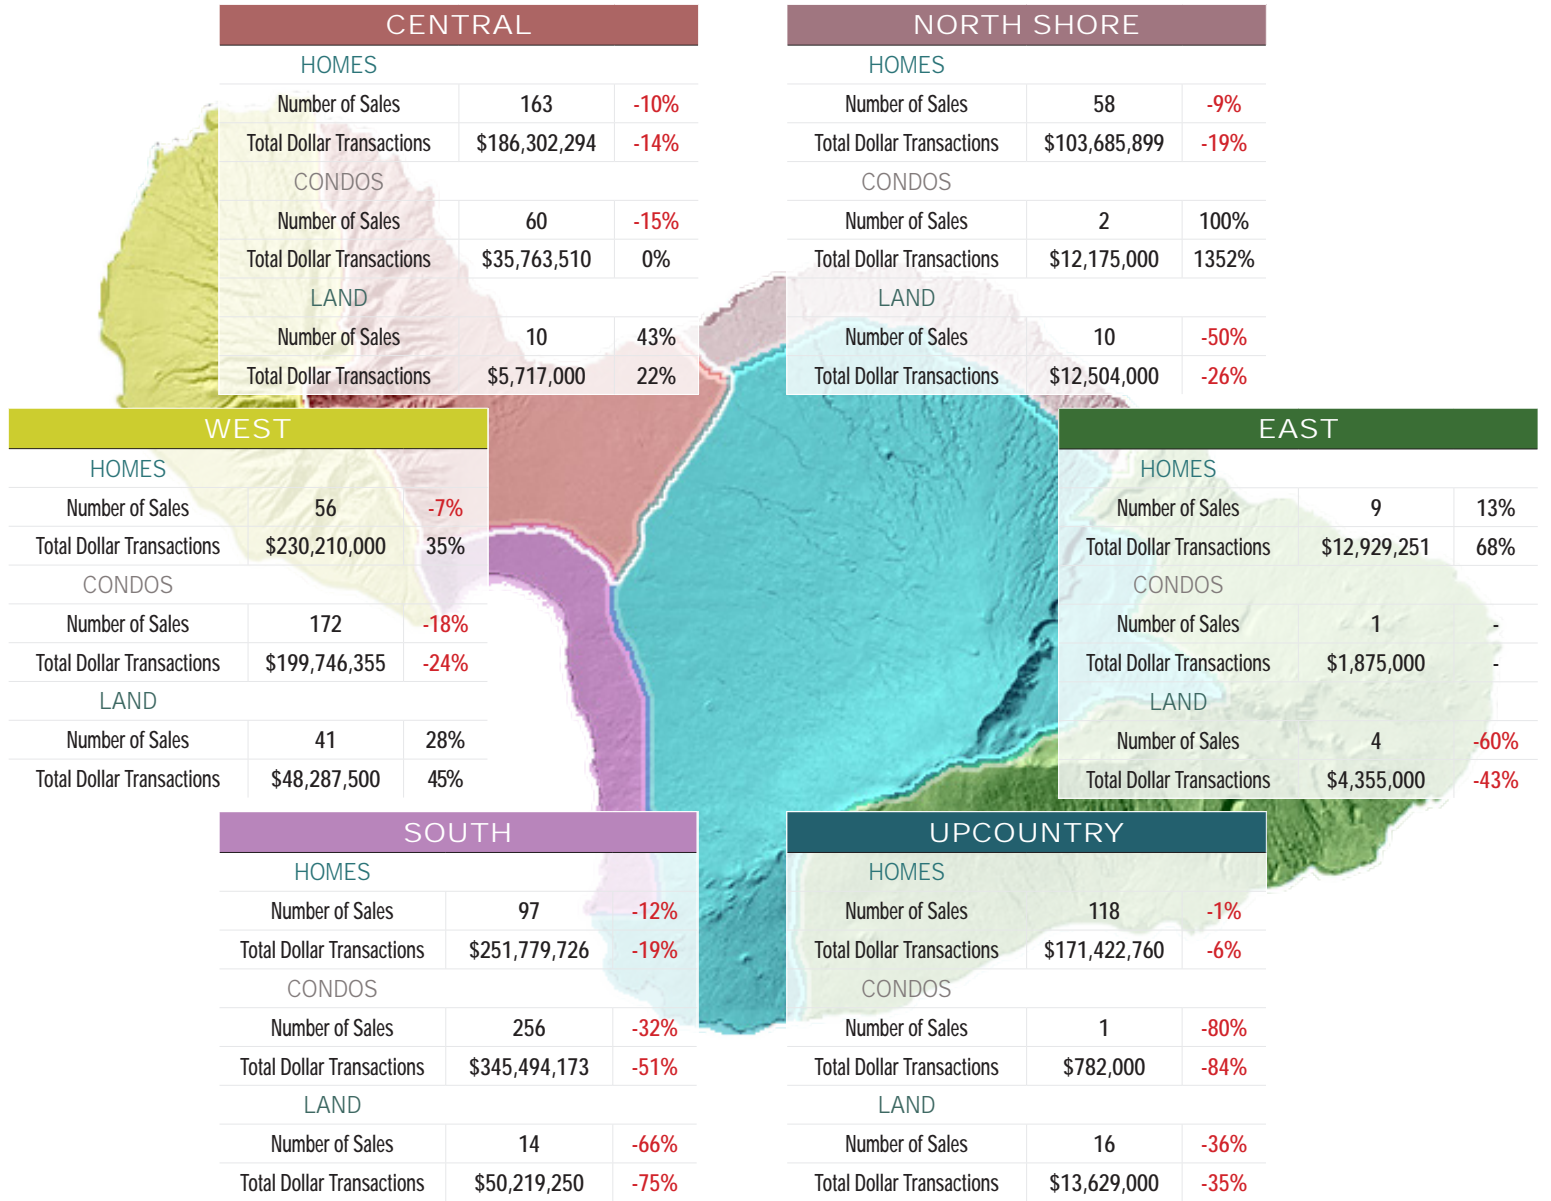 CENTRAL
HOMES
Number of Sales 163 -10%
Total Dollar Transactions $186,302,294 -14%
CONDOS
Number of Sales 60 -15%
Total Dollar Transactions $35,763,510 0%
LAND
Number of Sales 10 43%
Total Dollar Transactions $5,717,000 22%
NORTH SHORE
HOMES
Number of Sales 58 -9%
Total Dollar Transactions $103,685,899 -19%
CONDOS
Number of Sales 2 100%
Total Dollar Transactions $12,175,000 1352%
LAND
Number of Sales 10 -50%
Total Dollar Transactions $12,504,000 -26%
WEST
HOMES
Number of Sales 56 -7%
Total Dollar Transactions $230,210,000 35%
CONDOS
Number of Sales 172 -18%
Total Dollar Transactions $199,746,355 -24%
LAND
Number of Sales 41 28%
Total Dollar Transactions $48,287,500 45%
EAST
HOMES
Number of Sales 9 13%
Total Dollar Transactions $12,929,251 68%
CONDOS
Number of Sales 1 -
Total Dollar Transactions $1,875,000 -
LAND
Number of Sales 4 -60%
Total Dollar Transactions $4,355,000 -43%
SOUTH
HOMES
Number of Sales 97 -12%
Total Dollar Transactions $251,779,726 -19%
CONDOS
Number of Sales 256 -32%
Total Dollar Transactions $345,494,173 -51%
LAND
Number of Sales 14 -66%
Total Dollar Transactions $50,219,250 -75%
UPCOUNTRY
HOMES
Number of Sales 118 -1%
Total Dollar Transactions $171,422,760 -6%
CONDOS
Number of Sales 1 -80%
Total Dollar Transactions $782,000 -84%
LAND
Number of Sales 16 -36%
Total Dollar Transactions $13,629,000 -35%